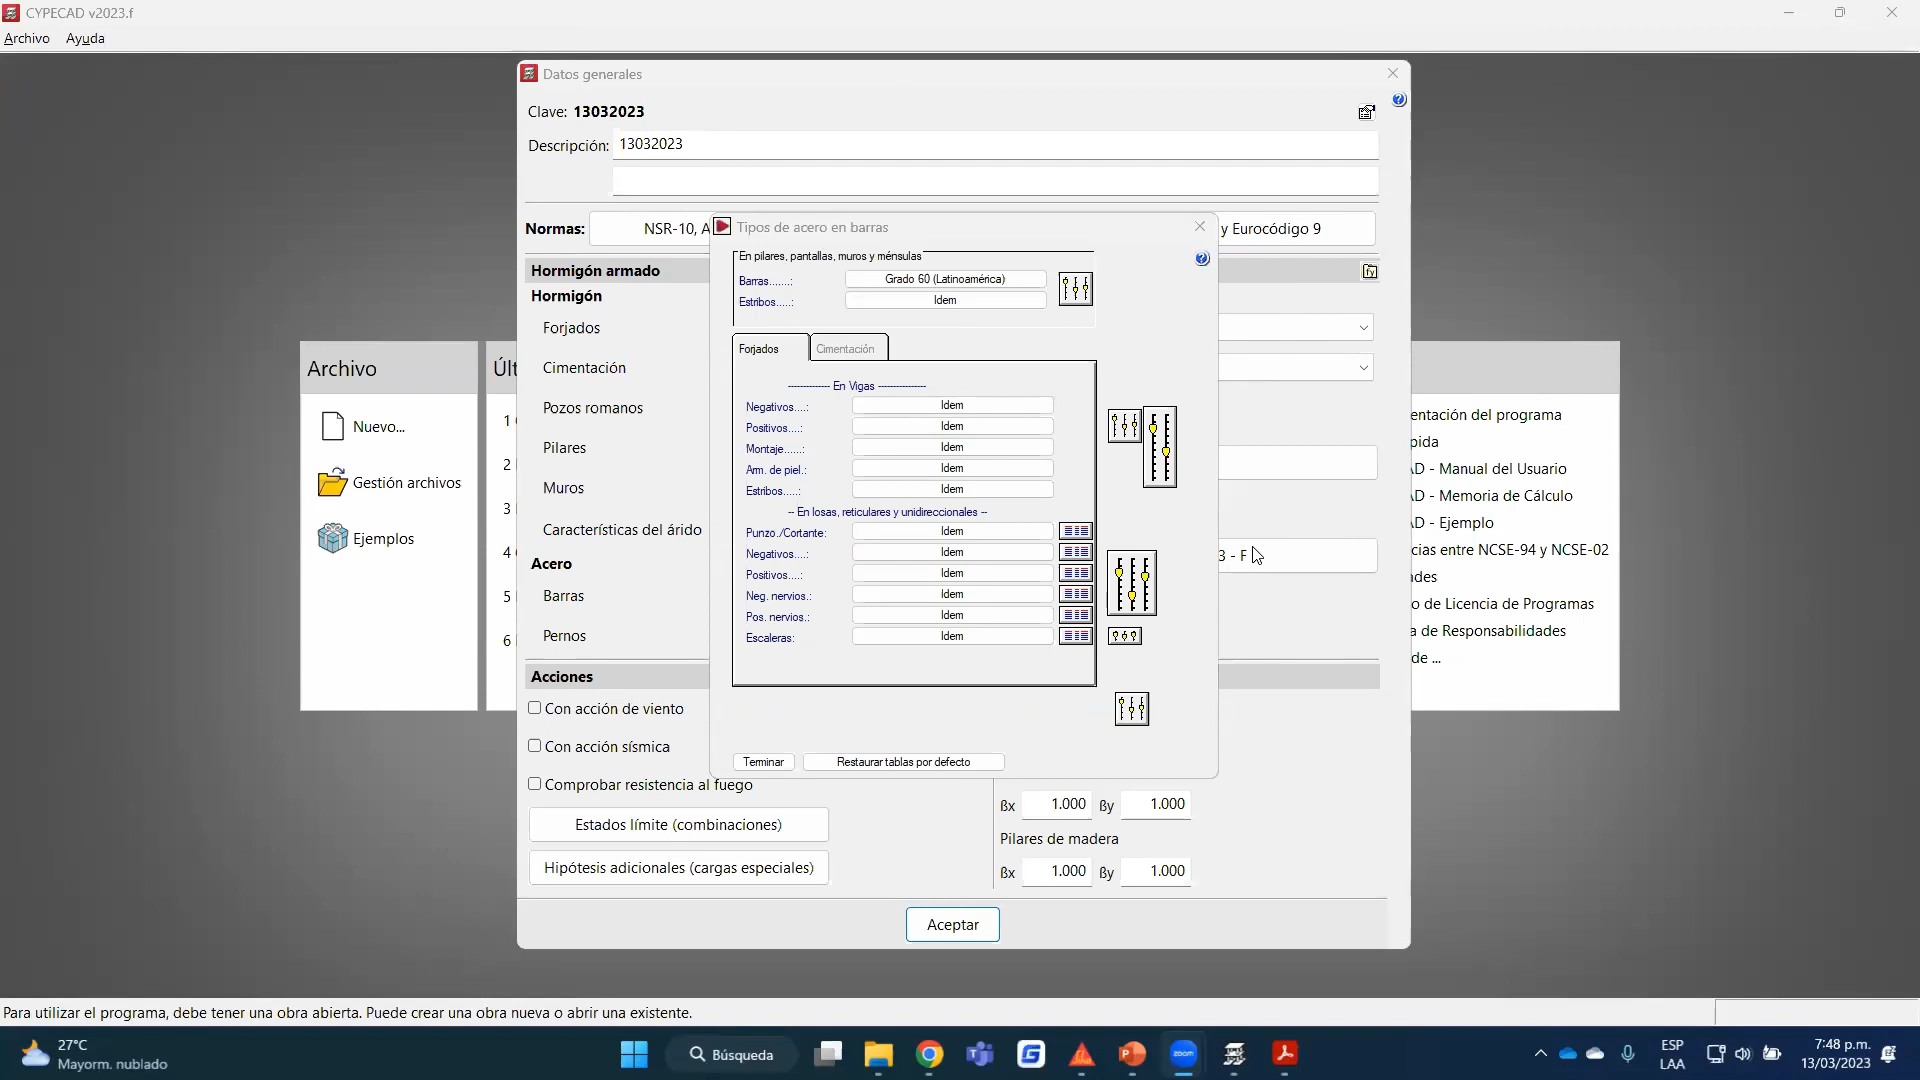 CYPECAD v2023.f
Archivo Ayuda
Datos generales
Clave: 13032023
Descripción: 13032023
Normas: NSR-10, A y Eurocódigo 9
Tipos de acero en barras
En pilares, pantallas, muros y ménsulas
Barras.......: Grado 60 (Latinoamérica)
Estribos.....: Idem
Forjados Cimentación
-------------- En Vigas ---------------
Negativos....: Idem
Positivos....: Idem
Montaje......: Idem
Arm. de piel.: Idem
Estribos.....: Idem
-- En losas, reticulares y unidireccionales --
Punzo./Cortante: Idem
Negativos....: Idem
Positivos....: Idem
Neg. nervios.: Idem
Pos. nervios.: Idem
Escaleras: Idem
Terminar Restaurar tablas por defecto
Hormigón armado
Hormigón
Forjados
Cimentación
Pozos romanos
Pilares
Muros
Características del árido
3 - F
Acero
Barras
Pernos
Acciones
Con acción de viento
Con acción sísmica
Comprobar resistencia al fuego
Estados límite (combinaciones)
Hipótesis adicionales (cargas especiales)
ßx 1.000 ßy 1.000
Pilares de madera
ßx 1.000 ßy 1.000
Aceptar
Archivo
Nuevo...
Gestión archivos
Ejemplos
Últ
1
2
3
4
5
6
entación del programa
pida
D - Manual del Usuario
D - Memoria de Cálculo
D - Ejemplo
cias entre NCSE-94 y NCSE-02
ades
o de Licencia de Programas
a de Responsabilidades
de ...
Para utilizar el programa, debe tener una obra abierta. Puede crear una obra nueva o abrir una existente.
27°C
Mayorm. nublado
Búsqueda
zoom
ESP
LAA
7:48 p.m.
13/03/2023